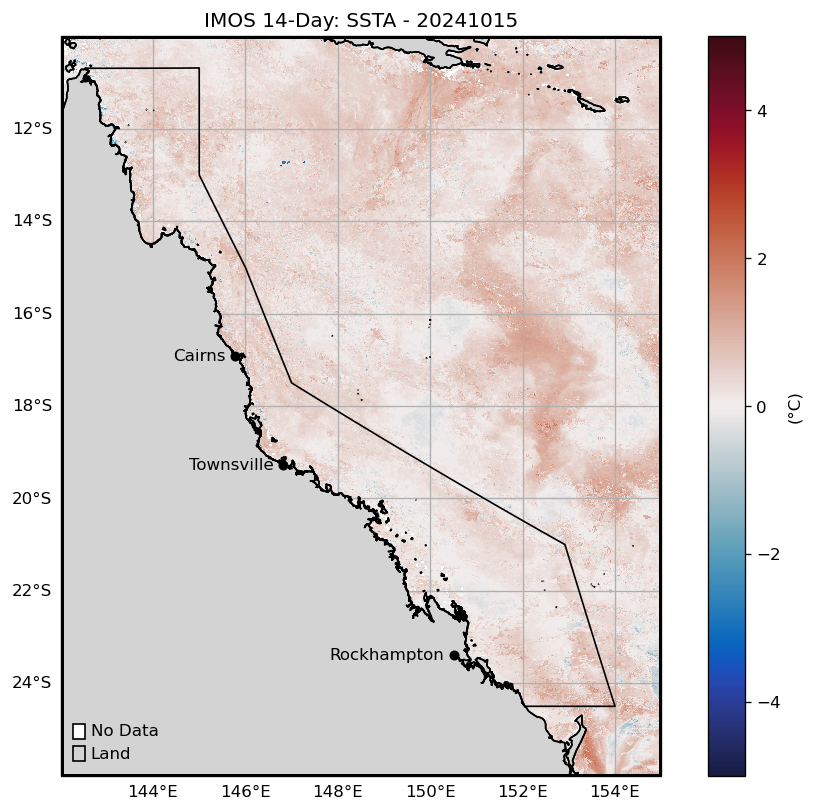 IMOS 14-Day: SSTA - 20241015
12°S
14°S
16°S
18°S
20°S
22°S
24°S
Cairns
Townsville
Rockhampton
No Data
Land
144°E 146°E 148°E 150°E 152°E 154°E
4
2
0
−2
−4
(°C)